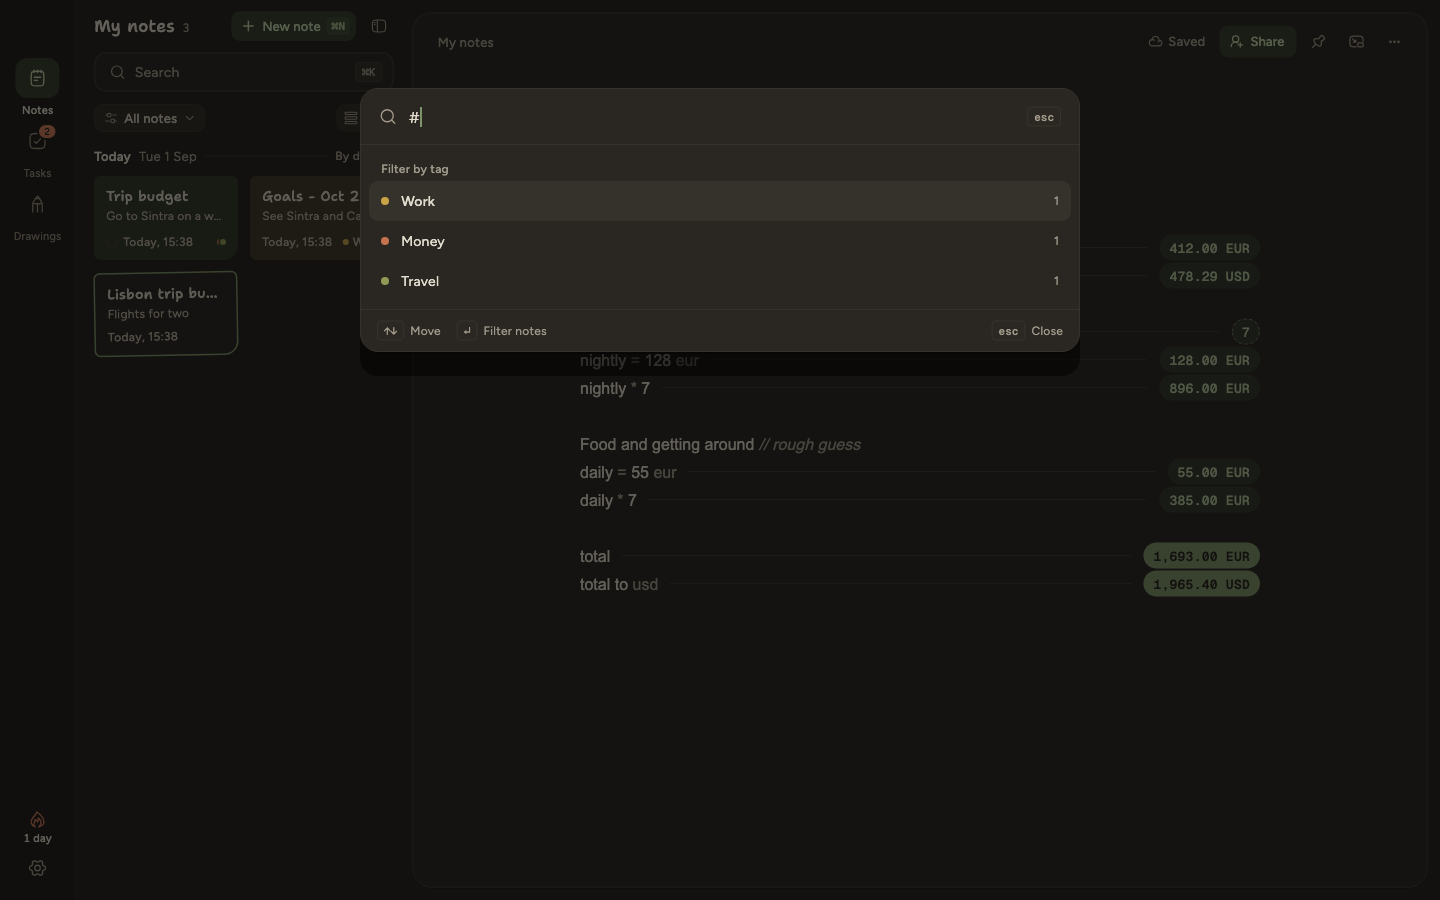 My notes 3
New note ⌘N
Search ⌘K
All notes
Today Tue 1 Sep By d
Trip budget
Go to Sintra on a w...
Today, 15:38
Goals - Oct 2
See Sintra and Ca
Today, 15:38 W
Lisbon trip bu...
Flights for two
Today, 15:38
Notes
2
Tasks
Drawings
1 day
My notes
Saved
Share
#
esc
Filter by tag
Work 1
Money 1
Travel 1
Move
Filter notes
esc Close
412.00 EUR
478.29 USD
7
nightly = 128 eur 128.00 EUR
nightly * 7 896.00 EUR
Food and getting around // rough guess
daily = 55 eur 55.00 EUR
daily * 7 385.00 EUR
total 1,693.00 EUR
total to usd 1,965.40 USD